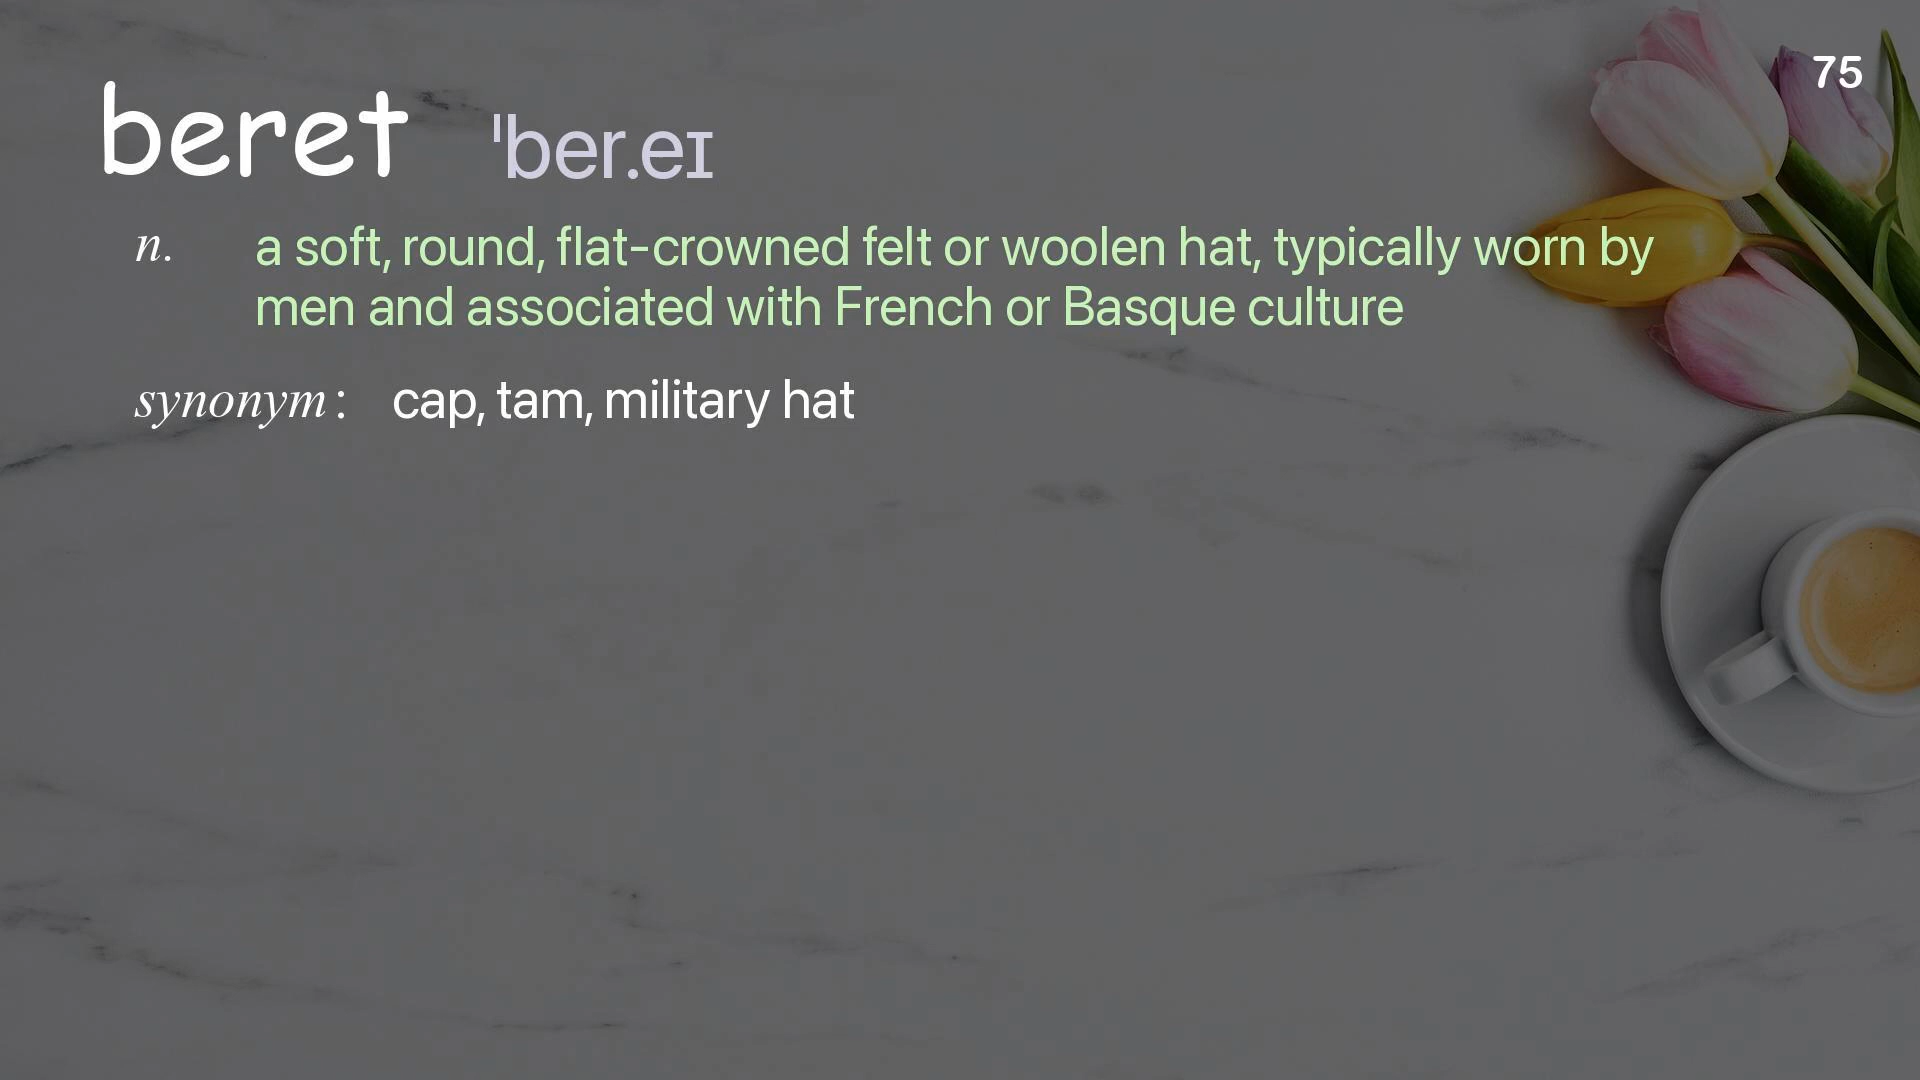 75
beret ˈber.eɪ
n. a soft, round, flat-crowned felt or woolen hat, typically worn by
men and associated with French or Basque culture
synonym: cap, tam, military hat